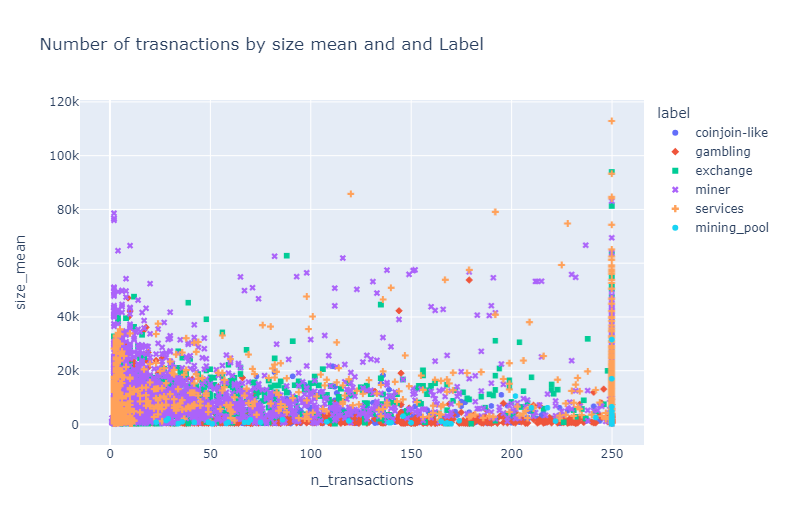 Number of trasnactions by size mean and and Label
120k
100k
80k
60k
40k
20k
0
size_mean
0
50
100
150
200
250
n_transactions
label
coinjoin-like
gambling
exchange
miner
services
mining_pool